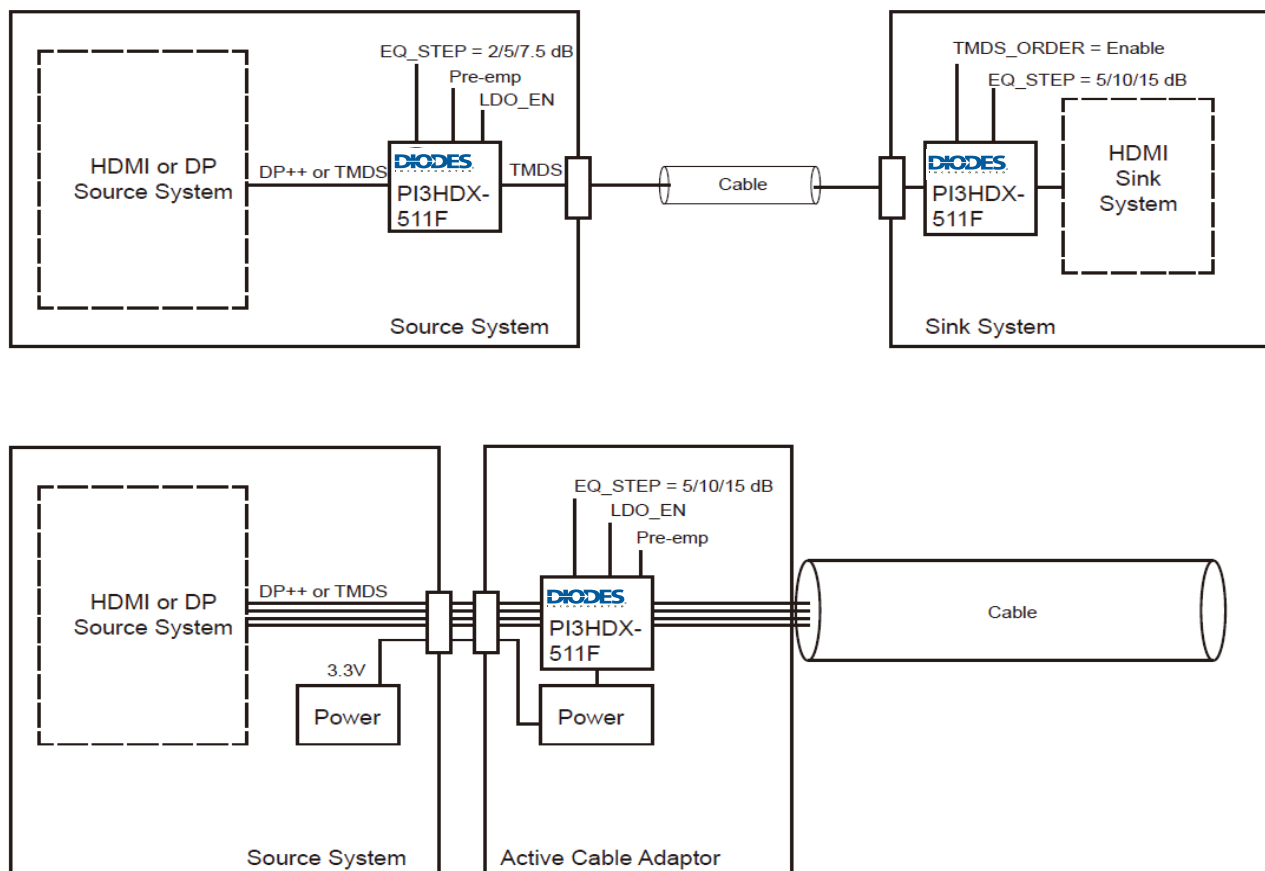 EQ_STEP = 2/5/7.5 dB
Pre-emp
LDO_EN
HDMI or DP
Source System
DP++ or TMDS
DIODES
INCORPORATED
PI3HDX-
511F
TMDS
Source System
Cable
TMDS_ORDER = Enable
EQ_STEP = 5/10/15 dB
DIODES
INCORPORATED
PI3HDX-
511F
HDMI
Sink
System
Sink System
HDMI or DP
Source System
DP++ or TMDS
3.3V
Power
Source System
EQ_STEP = 5/10/15 dB
LDO_EN
Pre-emp
DIODES
INCORPORATED
PI3HDX-
511F
Power
Active Cable Adaptor
Cable